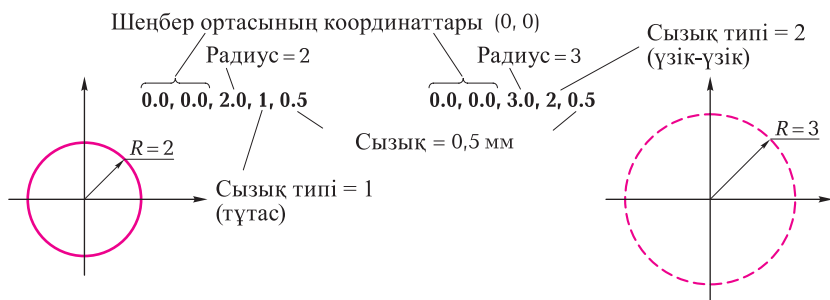 Шеңбер ортасының координаттары (0, 0)
Радиус = 2
Радиус = 3
Сызық типі = 2
(үзік-үзік)
0.0, 0.0, 2.0, 1, 0.5
0.0, 0.0, 3.0, 2, 0.5
Сызық = 0,5 мм
R = 2
R = 3
Сызық типі = 1
(тұтас)